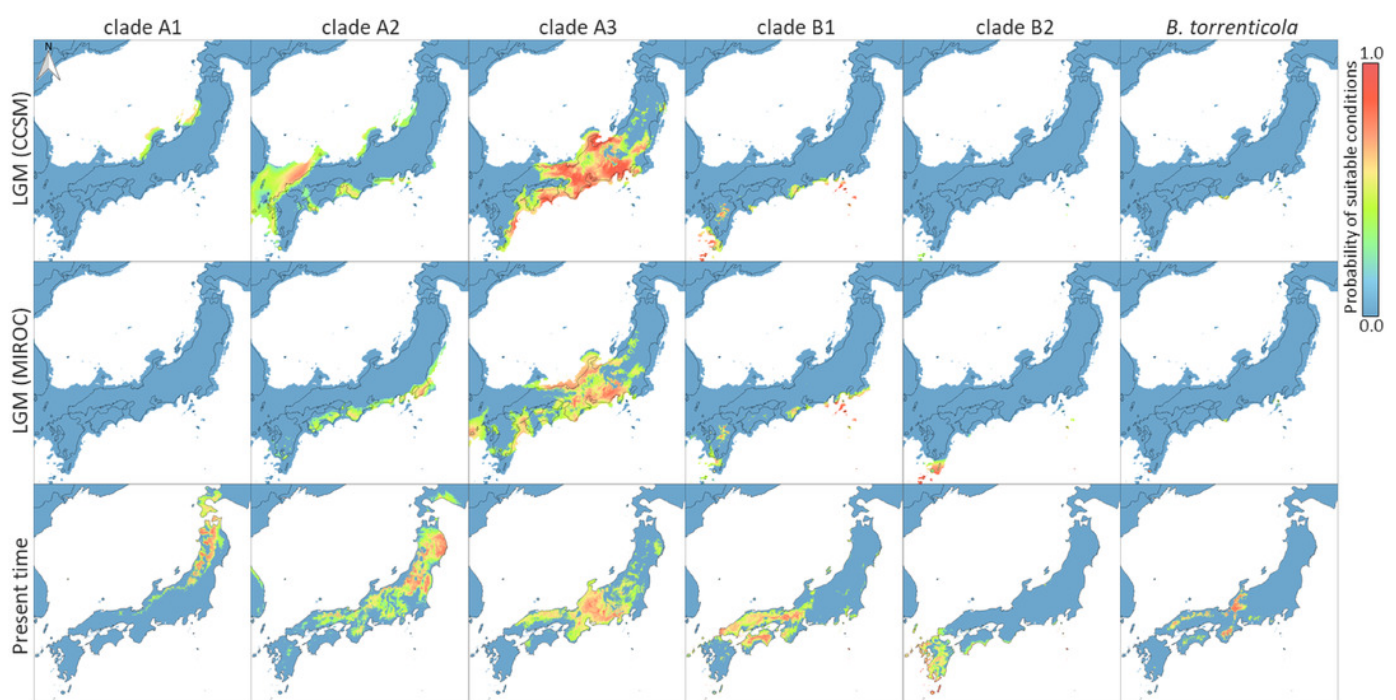 clade A1
clade A2
clade A3
clade B1
clade B2
B. torrenticola
N
LGM (CCSM)
LGM (MIROC)
Present time
1.0
Probability of suitable conditions
0.0